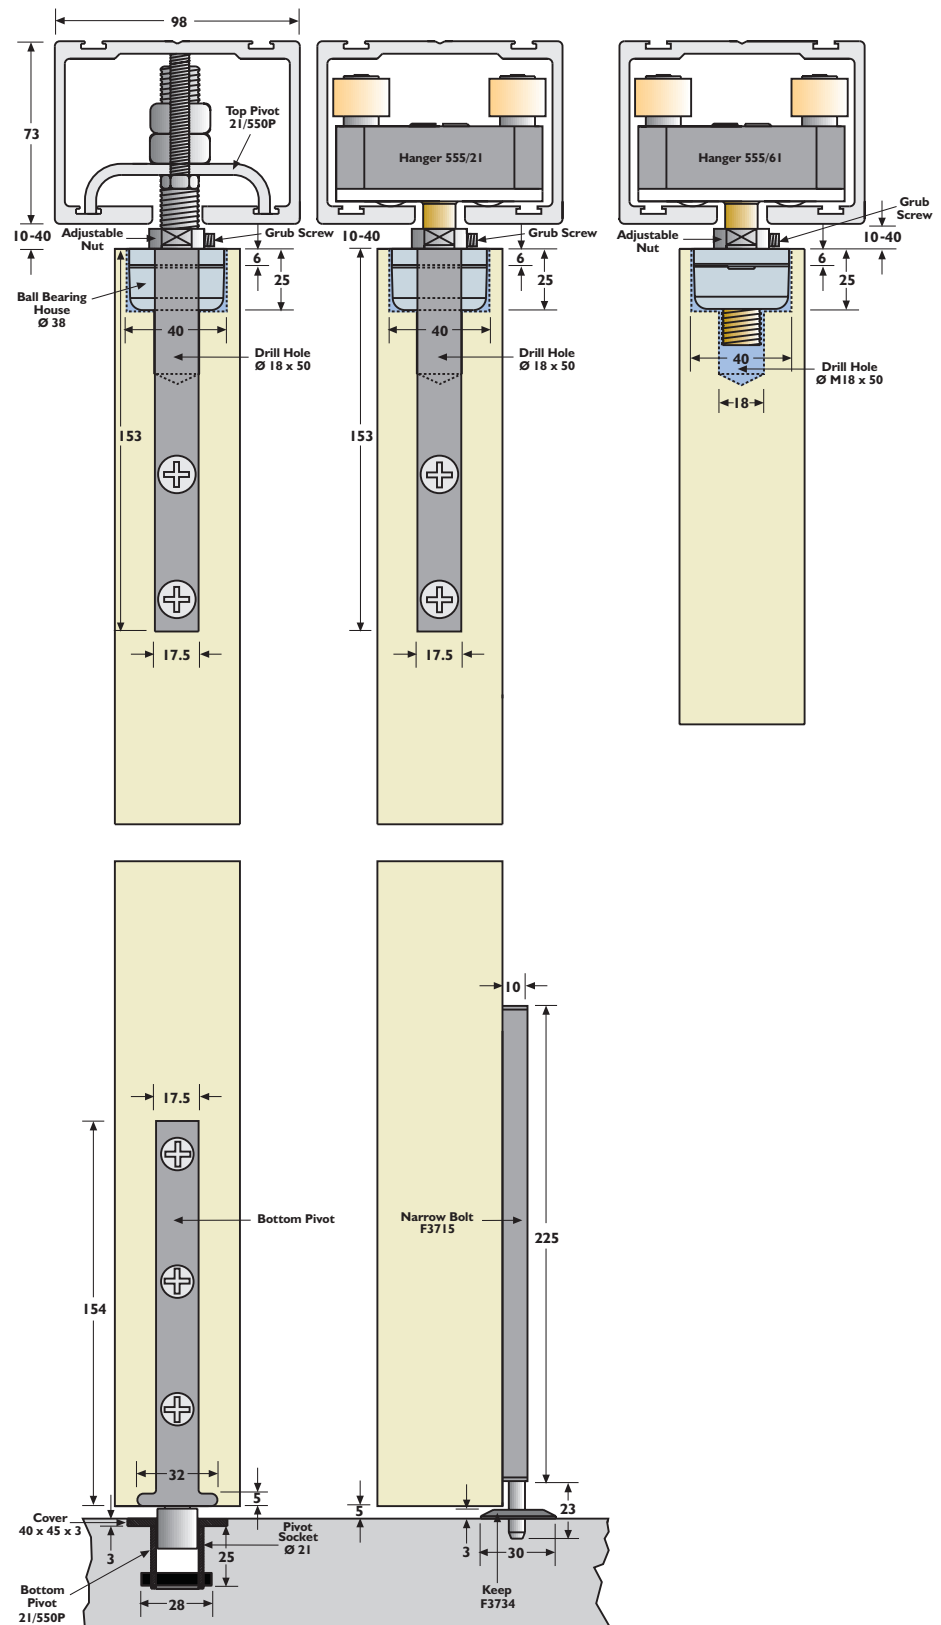 98
73
Top Pivot
21/550P
Hanger 555/21
Hanger 555/61
10-40
Adjustable
Nut
Grub Screw
10-40
Grub Screw
Adjustable
Nut
Grub
Screw
10-40
6
25
6
25
6
25
Ball Bearing
House
Ø 38
40
40
40
Drill Hole
Ø 18 x 50
Drill Hole
Ø 18 x 50
Drill Hole
Ø M18 x 50
18
153
153
17.5
17.5
10
17.5
Bottom Pivot
Narrow Bolt
F3715
225
154
32
5
5
23
Cover
40 x 45 x 3
3
Pivot
Socket
Ø 21
25
3
30
Bottom
Pivot
21/550P
28
Keep
F3734